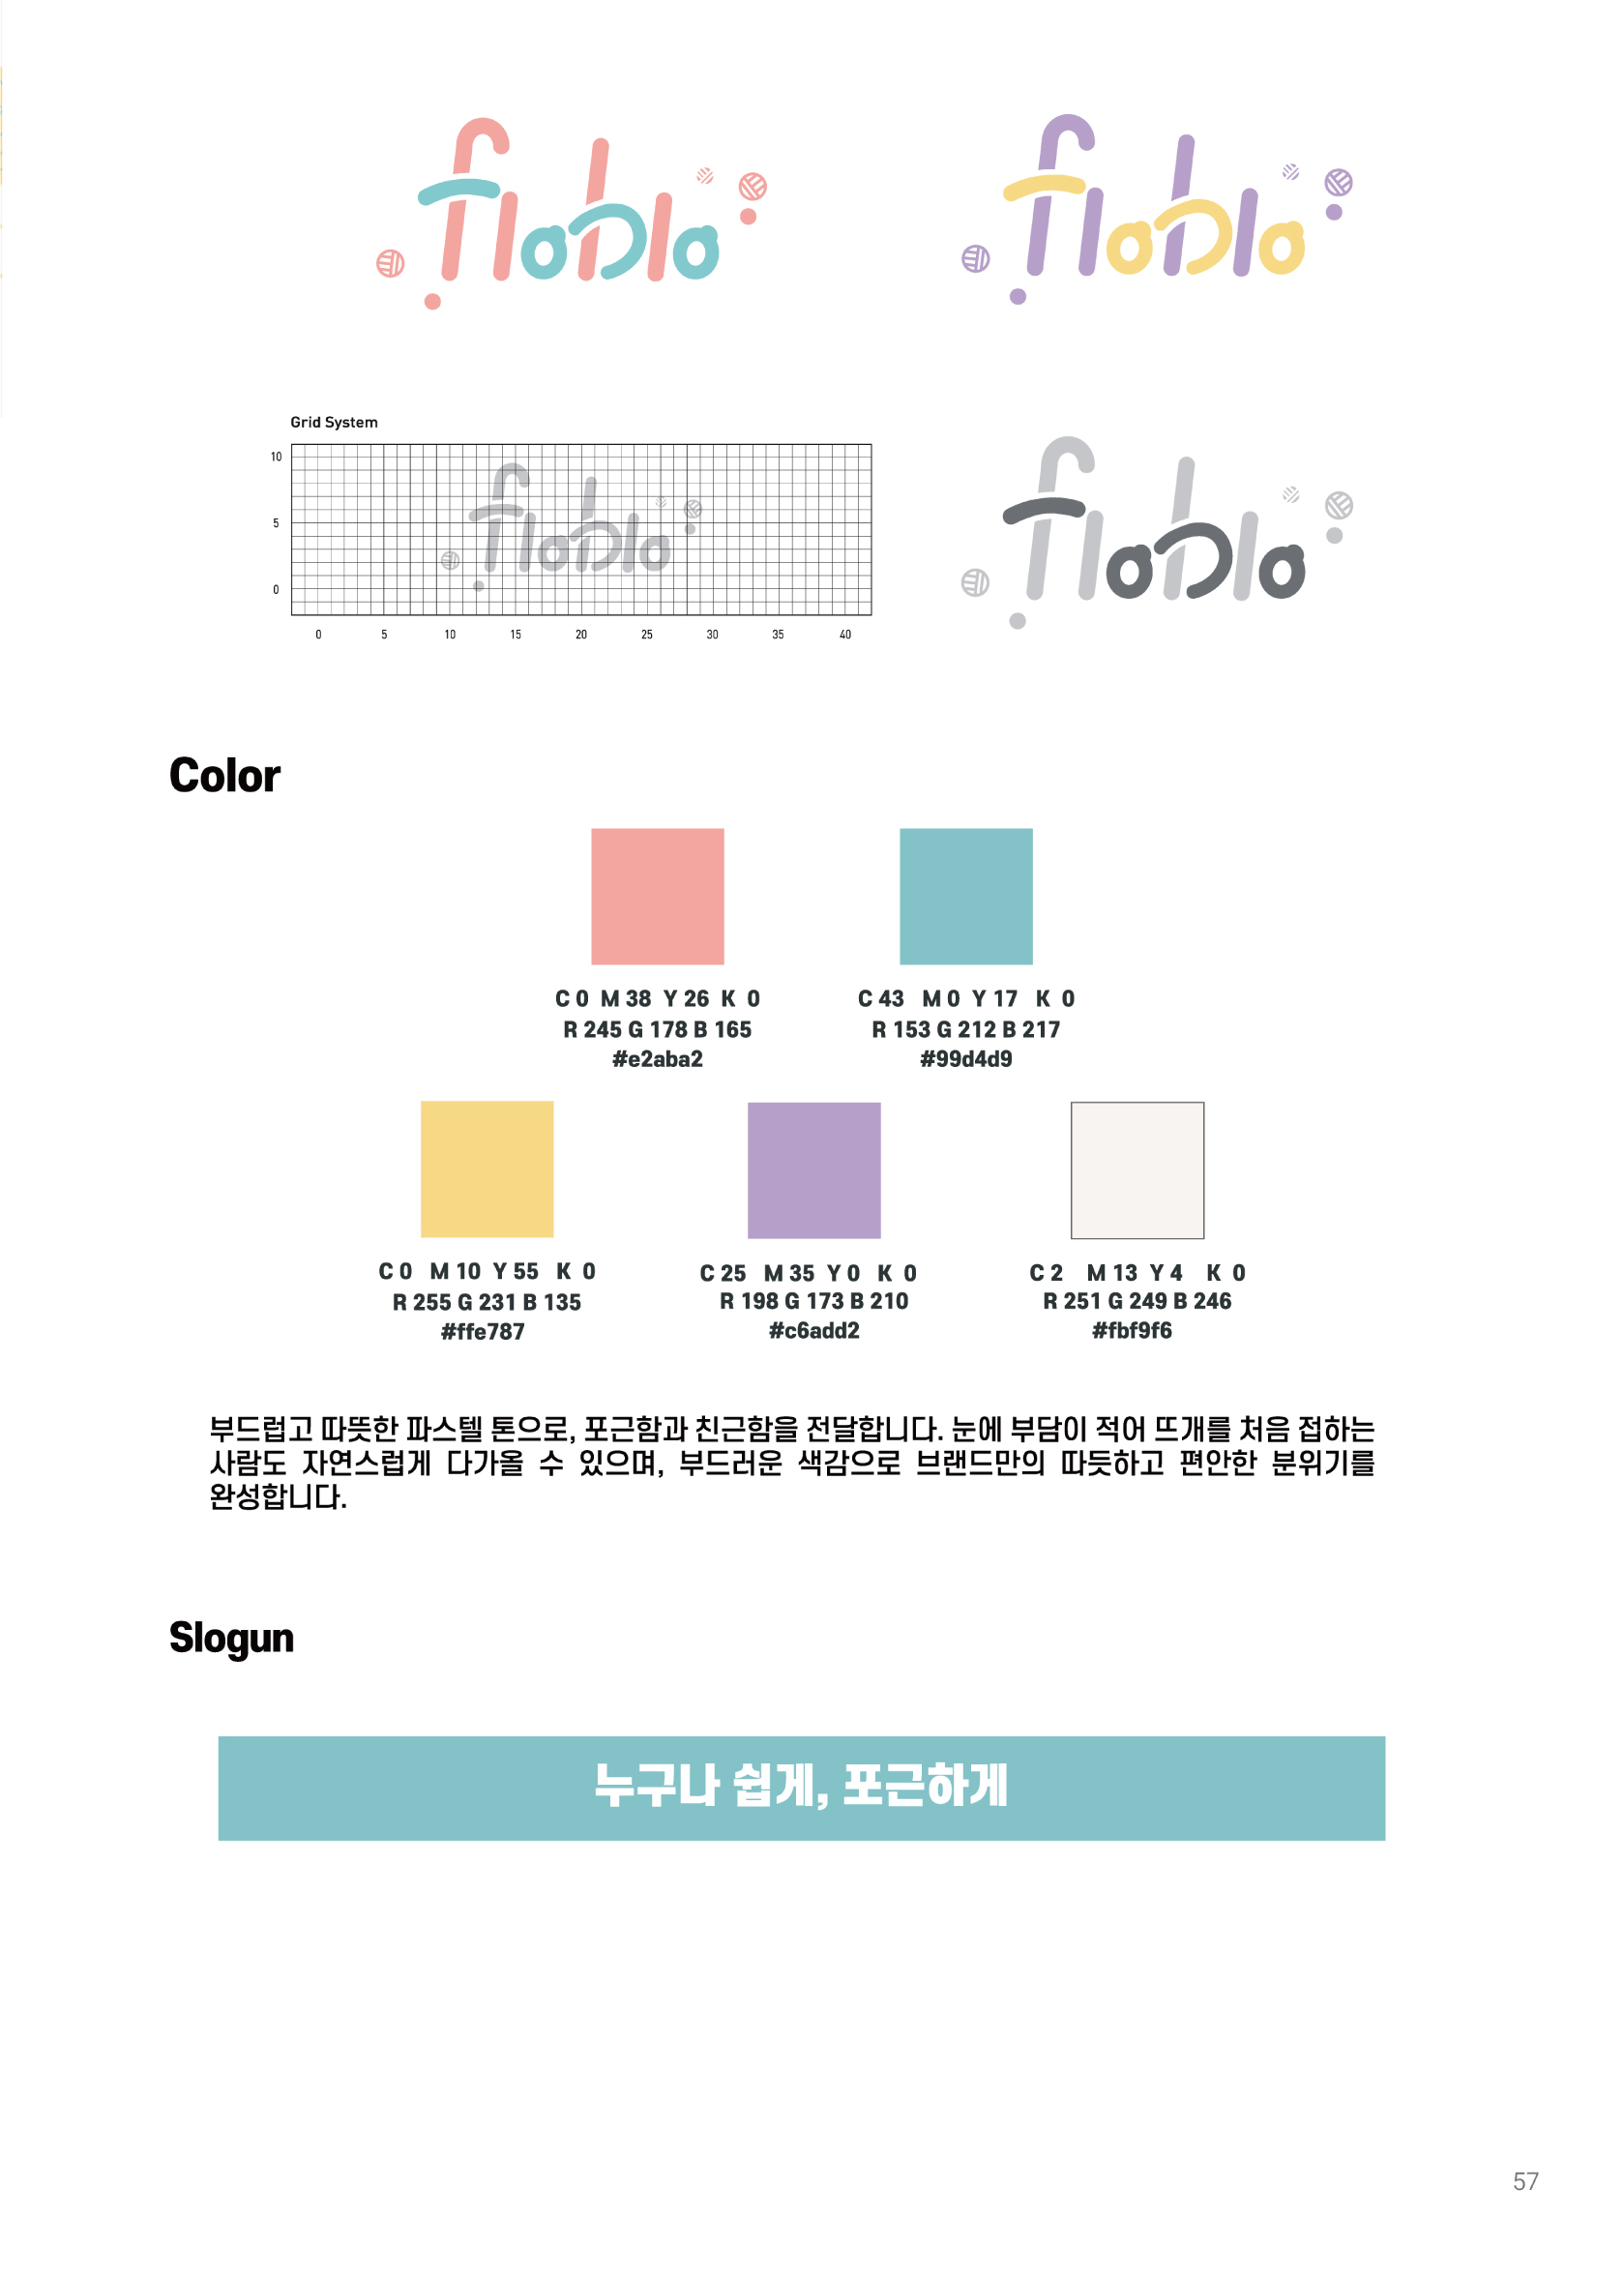 floblo
floblo
Grid System
10
5
0
0 5 10 15 20 25 30 35 40
floblo
floblo
Color
C 0 M 38 Y 26 K 0
R 245 G 178 B 165
#e2aba2
C 43 M 0 Y 17 K 0
R 153 G 212 B 217
#99d4d9
C 0 M 10 Y 55 K 0
R 255 G 231 B 135
#ffe787
C 25 M 35 Y 0 K 0
R 198 G 173 B 210
#c6add2
C 2 M 13 Y 4 K 0
R 251 G 249 B 246
#fbf9f6
부드럽고 따뜻한 파스텔 톤으로, 포근함과 친근함을 전달합니다. 눈에 부담이 적어 뜨개를 처음 접하는
사람도 자연스럽게 다가올 수 있으며, 부드러운 색감으로 브랜드만의 따듯하고 편안한 분위기를
완성합니다.
Slogun
누구나 쉽게, 포근하게
57